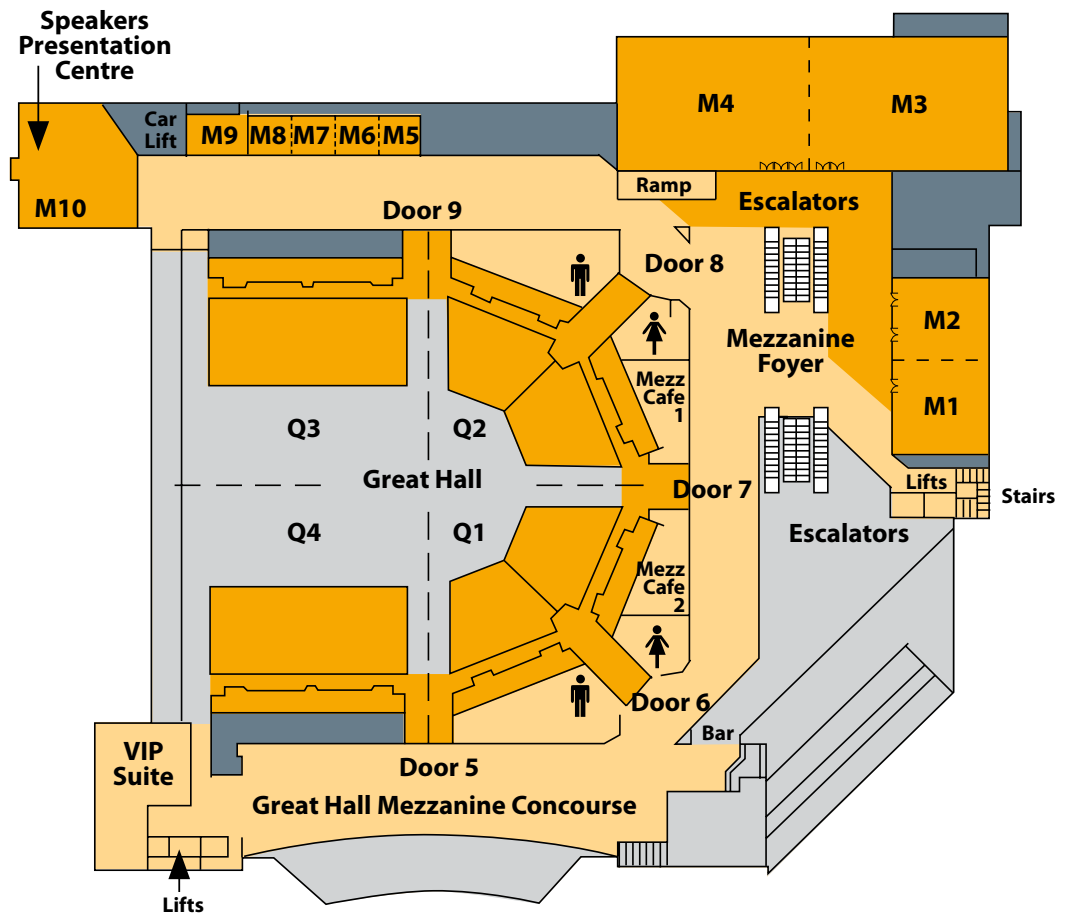 Speakers
Presentation
Centre
M4
M3
Car
Lift
M9
M8
M7
M6
M5
Ramp
M10
Door 9
Escalators
Door 8
M2
Mezzanine
Foyer
Mezz
Cafe
1
M1
Q3
Q2
Great Hall
Door 7
Lifts
Stairs
Q4
Q1
Escalators
Mezz
Cafe
2
Door 6
Bar
VIP
Suite
Door 5
Great Hall Mezzanine Concourse
Lifts